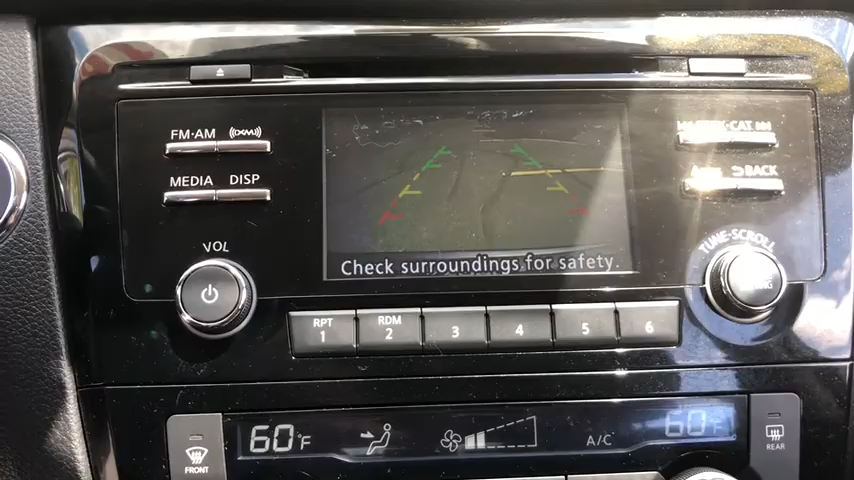 FM·AM ((XM))
MEDIA DISP
VOL
Check surroundings for safety.
BACK
TUNE·SCROLL
RPT 1
RDM 2
3
4
5
6
FRONT
60°F
A/C
60°F
REAR